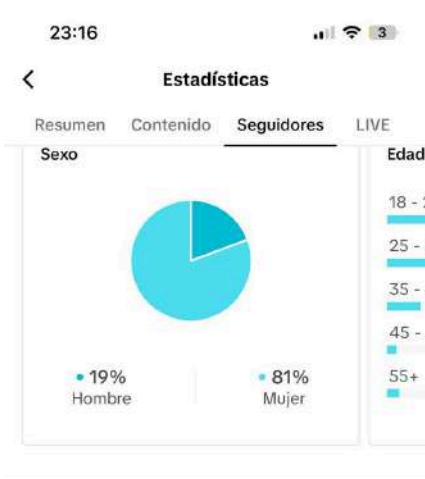 23:16
3
Estadísticas
Resumen Contenido Seguidores LIVE
Sexo
19%
Hombre
81%
Mujer
Edad
18 -
25 -
35 -
45 -
55+